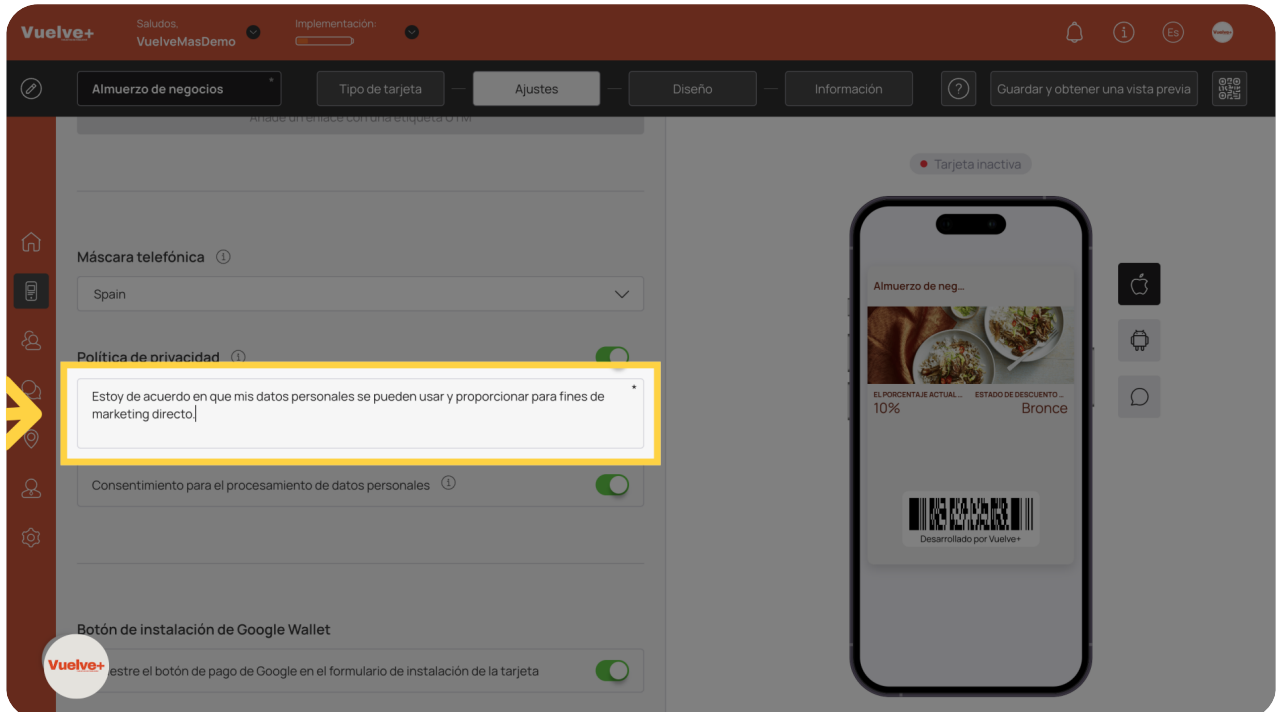 Vuelve+
Saludos,
VuelveMasDemo
Implementación:
Es
Vuelve+
Almuerzo de negocios *
Tipo de tarjeta
Ajustes
Diseño
Información
?
Guardar y obtener una vista previa
Añade un enlace con una etiqueta UTM
Máscara telefónica
Spain
Política de privacidad
Estoy de acuerdo en que mis datos personales se pueden usar y proporcionar para fines de *
marketing directo.
Consentimiento para el procesamiento de datos personales
Botón de instalación de Google Wallet
estre el botón de pago de Google en el formulario de instalación de la tarjeta
Vuelve+
Tarjeta inactiva
Almuerzo de neg...
EL PORCENTAJE ACTUAL ... ESTADO DE DESCUENTO ...
10% Bronce
Desarrollado por Vuelve+